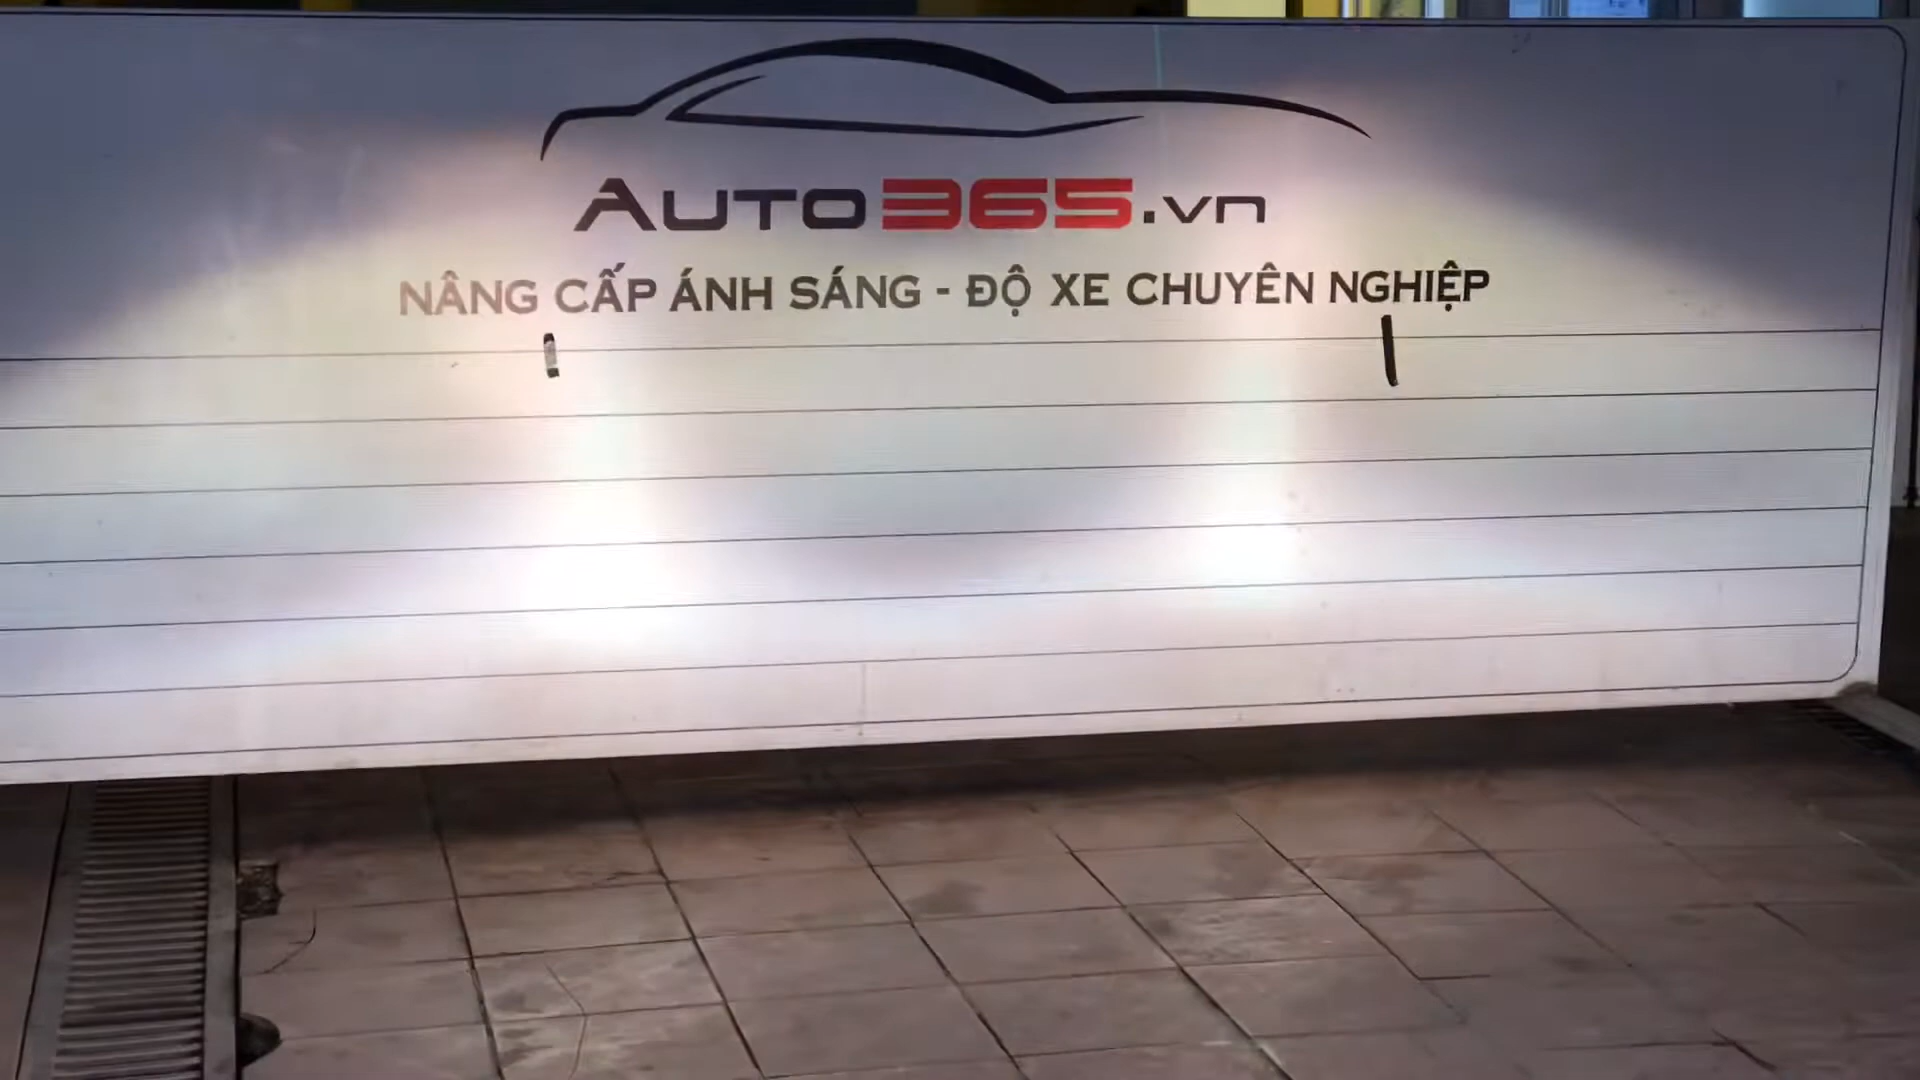 AUTO365.vn
NÂNG CẤP ÁNH SÁNG - ĐỘ XE CHUYÊN NGHIỆP